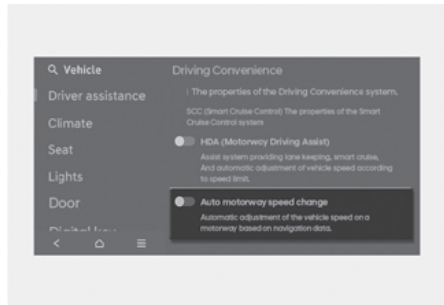 Vehicle
Driver assistance
Climate
Seat
Lights
Door
Digital key
Driving Convenience
| The properties of the Driving Convenience system.
SCC (Smart Cruise Control) The properties of the Smart
Cruise Control system
HDA (Motorway Driving Assist)
Assist system providing lane keeping, smart cruise,
And automatic adjustment of vehicle speed according
to speed limit.
Auto motorway speed change
Automatic adjustment of the vehicle speed on a
motorway based on navigation data.